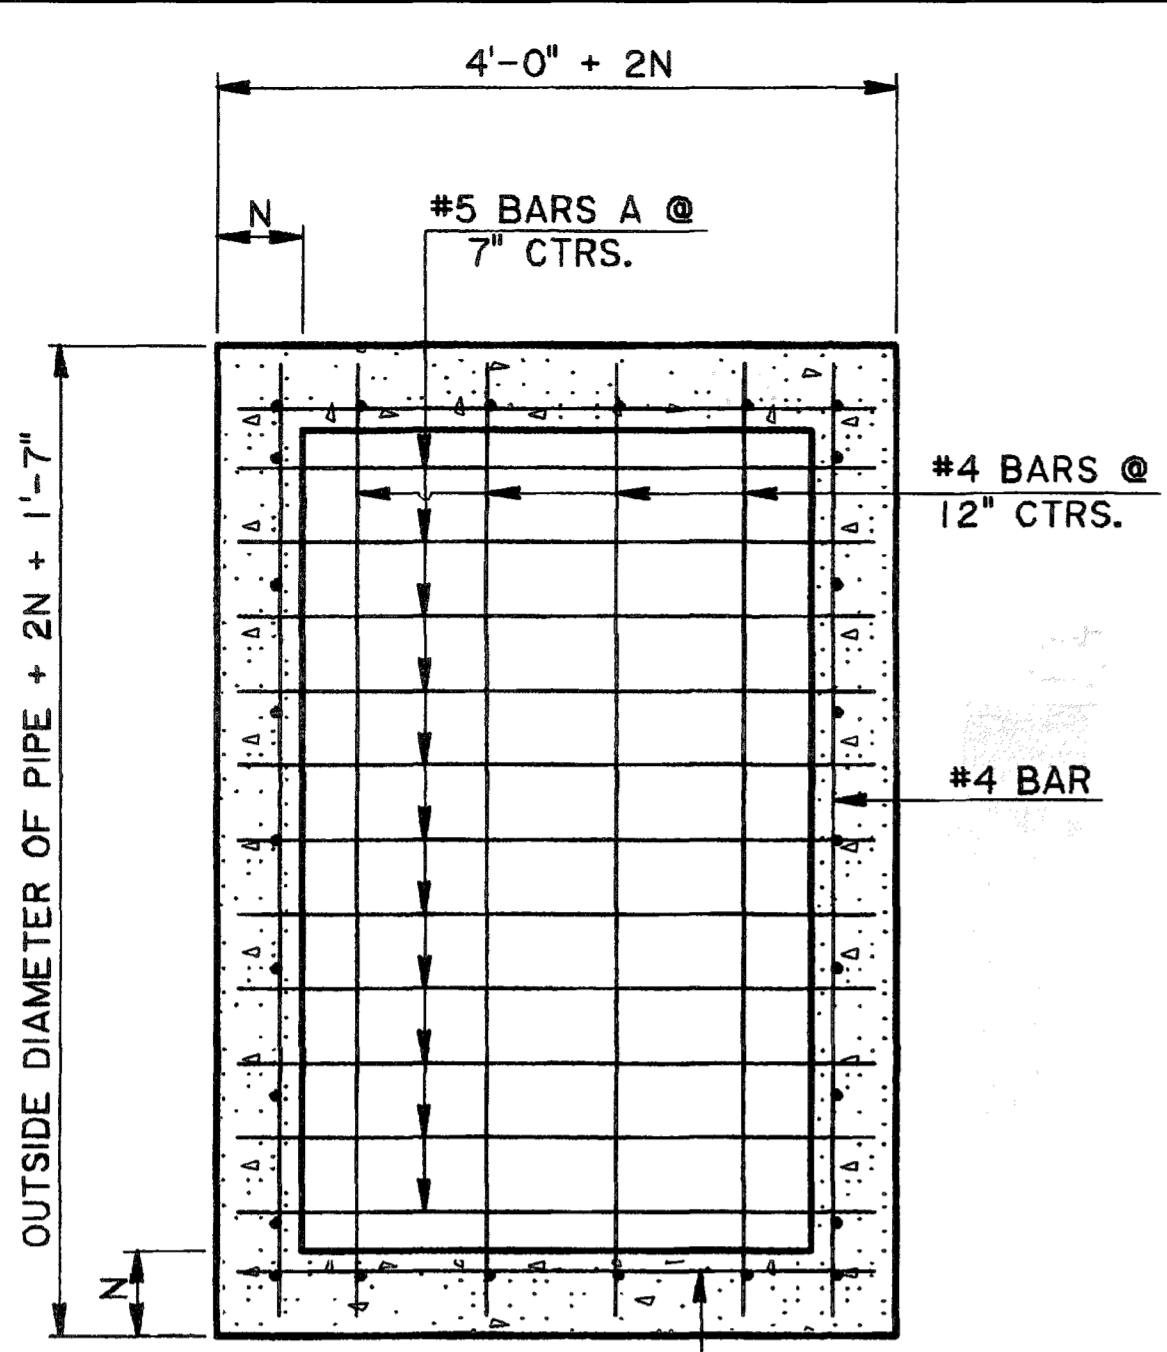 4'-0" + 2N
N
#5 BARS A @
7" CTRS.
#4 BARS @
12" CTRS.
#4 BAR
OUTSIDE DIAMETER OF PIPE + 2N + 1'-7"
N